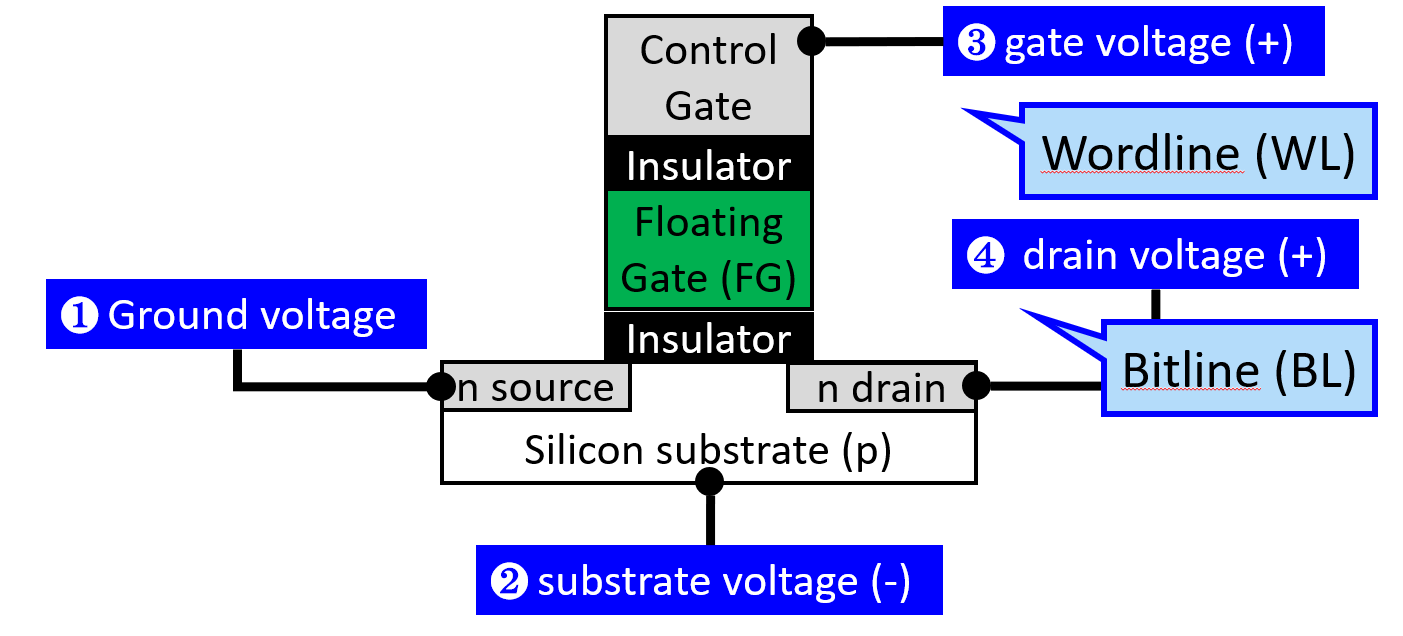 Control
Gate
❸ gate voltage (+)
Wordline (WL)
Insulator
Floating
Gate (FG)
❹ drain voltage (+)
❶ Ground voltage
Insulator
Bitline (BL)
n source
n drain
Silicon substrate (p)
❷ substrate voltage (-)